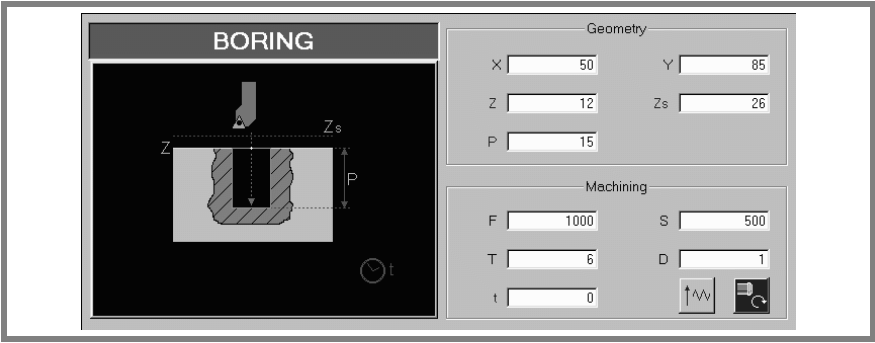 BORING
Zs
Z
P
t
Geometry
X 50 Y 85
Z 12 Zs 26
P 15
Machining
F 1000 S 500
T 6 D 1
t 0